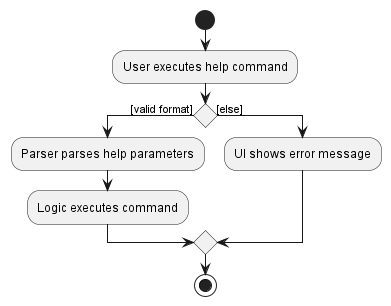 User executes help command
[valid format]
[else]
Parser parses help parameters
UI shows error message
Logic executes command